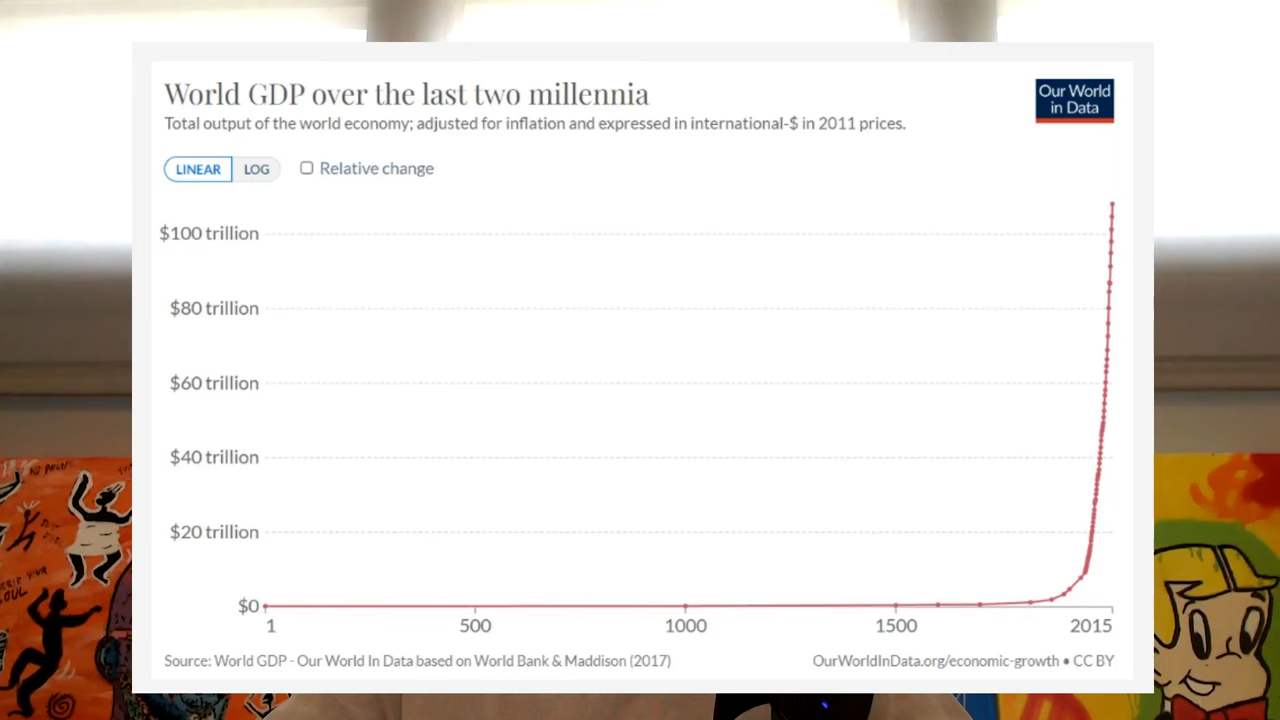 World GDP over the last two millennia
Our World
in Data
Total output of the world economy; adjusted for inflation and expressed in international-$ in 2011 prices.
LINEAR LOG Relative change
$100 trillion
$80 trillion
$60 trillion
$40 trillion
$20 trillion
$0
1 500 1000 1500 2015
Source: World GDP - Our World In Data based on World Bank & Maddison (2017)
OurWorldInData.org/economic-growth • CC BY
YOUR
SOUL